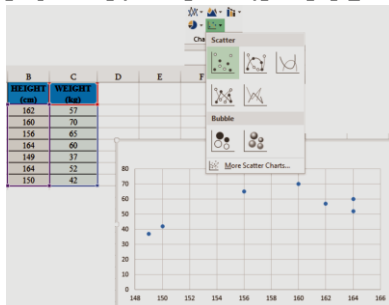 Cha
Scatter
Bubble
More Scatter Charts...
B C D E F
HEIGHT WEIGHT
(cm) (kg)
162 57
160 70
156 65
164 60
149 37
164 52
150 42
80
70
60
50
40
30
20
10
0
148 150 152 154 156 158 160 162 164 166